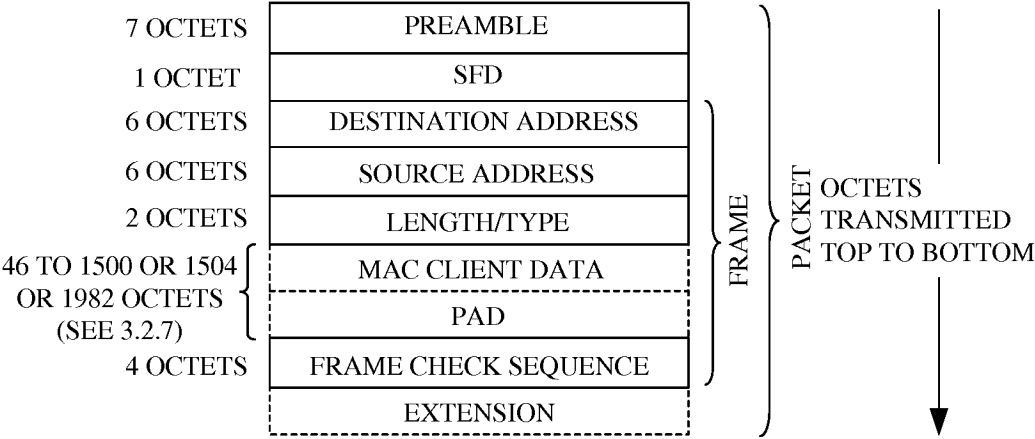 7 OCTETS PREAMBLE
1 OCTET SFD
6 OCTETS DESTINATION ADDRESS
6 OCTETS SOURCE ADDRESS
2 OCTETS LENGTH/TYPE
46 TO 1500 OR 1504
OR 1982 OCTETS
(SEE 3.2.7)
MAC CLIENT DATA
PAD
4 OCTETS FRAME CHECK SEQUENCE
EXTENSION
FRAME
PACKET
OCTETS
TRANSMITTED
TOP TO BOTTOM